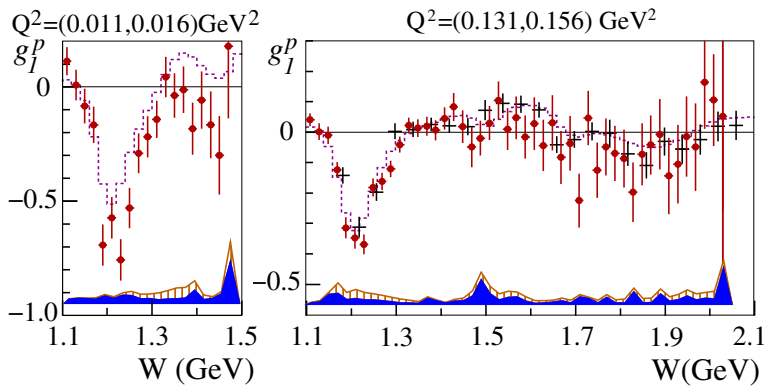 Q²=(0.011,0.016)GeV²
Q²=(0.131,0.156) GeV²
g₁ᵖ
0
−0.5
−1.0
1.1 1.3 1.5
W (GeV)
g₁ᵖ
0
−0.5
1.1 1.3 1.5 1.7 1.9 2.1
W(GeV)